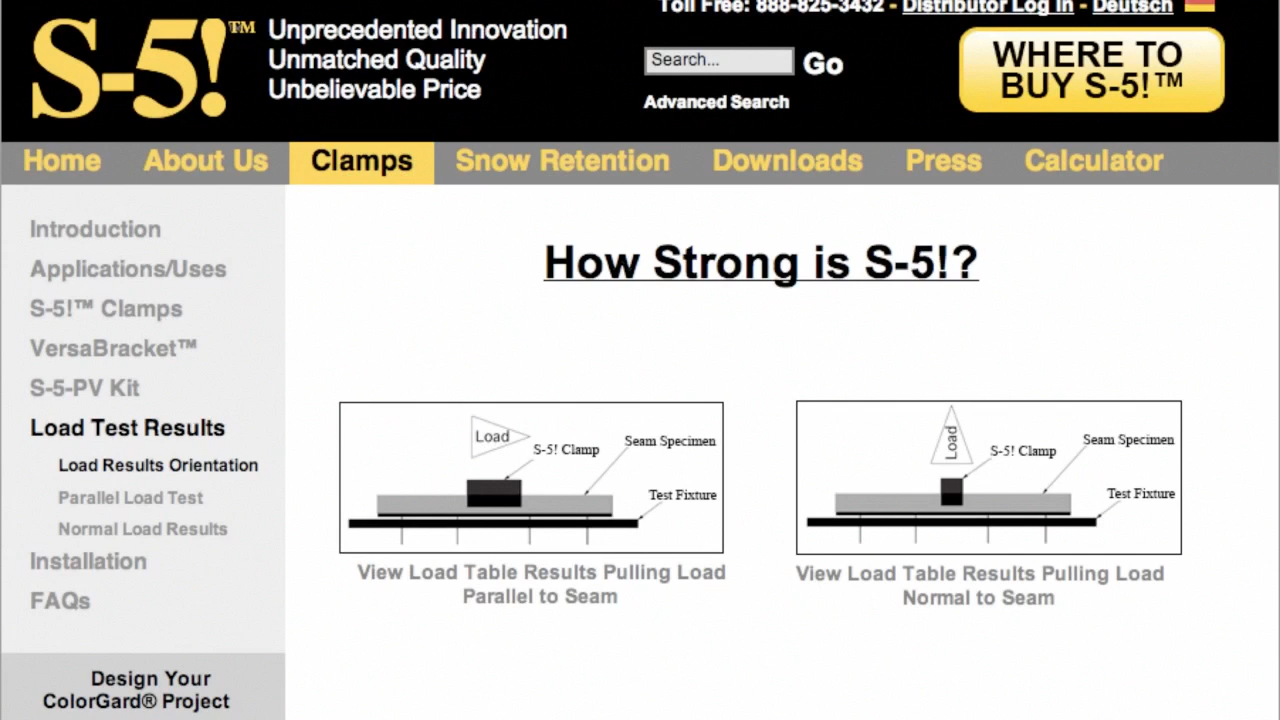 Toll Free: 888-825-3432 - Distributor Log In - Deutsch
S-5!™
Unprecedented Innovation
Unmatched Quality
Unbelievable Price
Search...
Go
Advanced Search
WHERE TO
BUY S-5!™
Home
About Us
Clamps
Snow Retention
Downloads
Press
Calculator
Introduction
Applications/Uses
S-5!™ Clamps
VersaBracket™
S-5-PV Kit
Load Test Results
Load Results Orientation
Parallel Load Test
Normal Load Results
Installation
FAQs
Design Your
ColorGard® Project
How Strong is S-5!?
Load
S-5! Clamp
Seam Specimen
Test Fixture
View Load Table Results Pulling Load
Parallel to Seam
Load
S-5! Clamp
Seam Specimen
Test Fixture
View Load Table Results Pulling Load
Normal to Seam